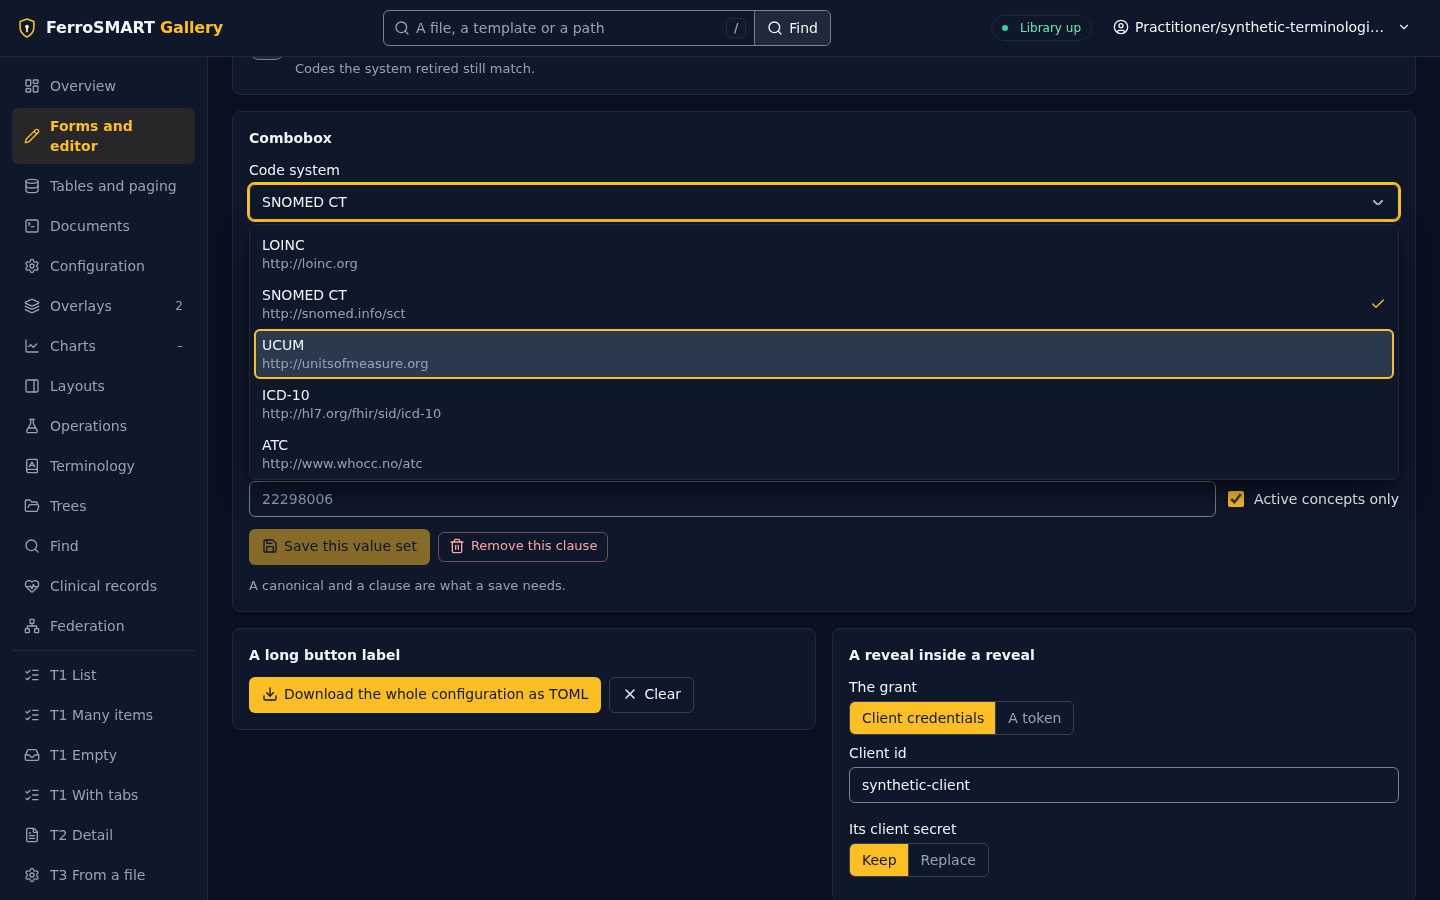 FerroSMART Gallery
A file, a template or a path
/
Find
Library up
Practitioner/synthetic-terminologi...
Overview
Forms and
editor
Tables and paging
Documents
Configuration
Overlays
2
Charts
–
Layouts
Operations
Terminology
Trees
Find
Clinical records
Federation
T1 List
T1 Many items
T1 Empty
T1 With tabs
T2 Detail
T3 From a file
Codes the system retired still match.
Combobox
Code system
SNOMED CT
LOINC
http://loinc.org
SNOMED CT
http://snomed.info/sct
UCUM
http://unitsofmeasure.org
ICD-10
http://hl7.org/fhir/sid/icd-10
ATC
http://www.whocc.no/atc
22298006
Active concepts only
Save this value set
Remove this clause
A canonical and a clause are what a save needs.
A long button label
Download the whole configuration as TOML
Clear
A reveal inside a reveal
The grant
Client credentials
A token
Client id
synthetic-client
Its client secret
Keep
Replace